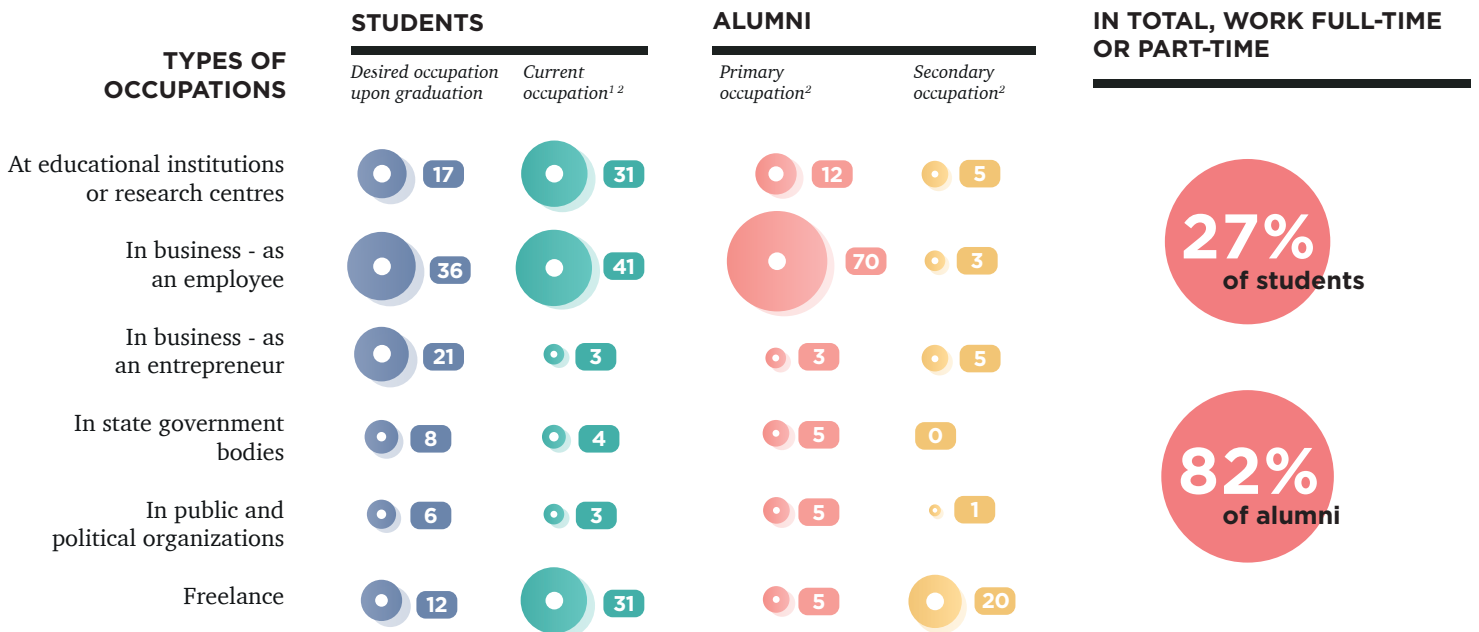 STUDENTS
ALUMNI
IN TOTAL, WORK FULL-TIME
OR PART-TIME
TYPES OF
OCCUPATIONS
Desired occupation
upon graduation
Current
occupation¹ ²
Primary
occupation²
Secondary
occupation²
At educational institutions
or research centres
17
31
12
5
In business - as
an employee
36
41
70
3
In business - as
an entrepreneur
21
3
3
5
In state government
bodies
8
4
5
0
In public and
political organizations
6
3
5
1
Freelance
12
31
5
20
27%
of students
82%
of alumni